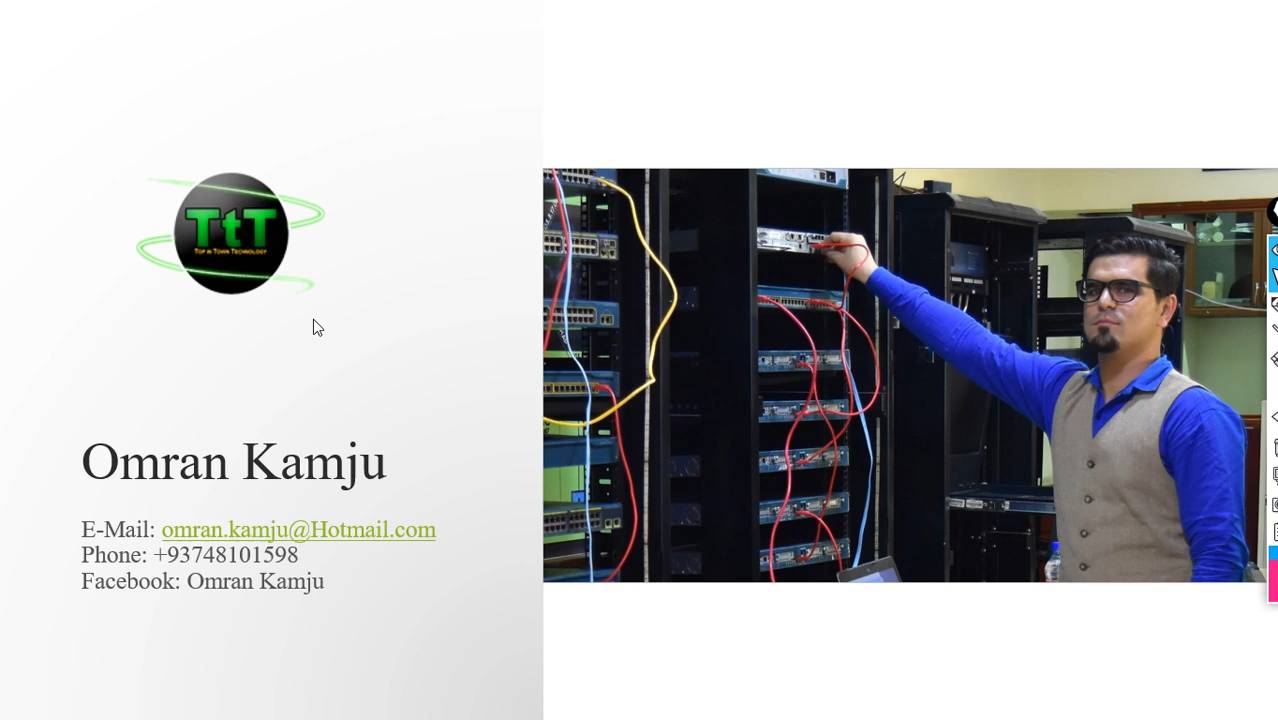 TtT
TOP IN TOWN TECHNOLOGY
Omran Kamju
E-Mail: omran.kamju@Hotmail.com
Phone: +93748101598
Facebook: Omran Kamju